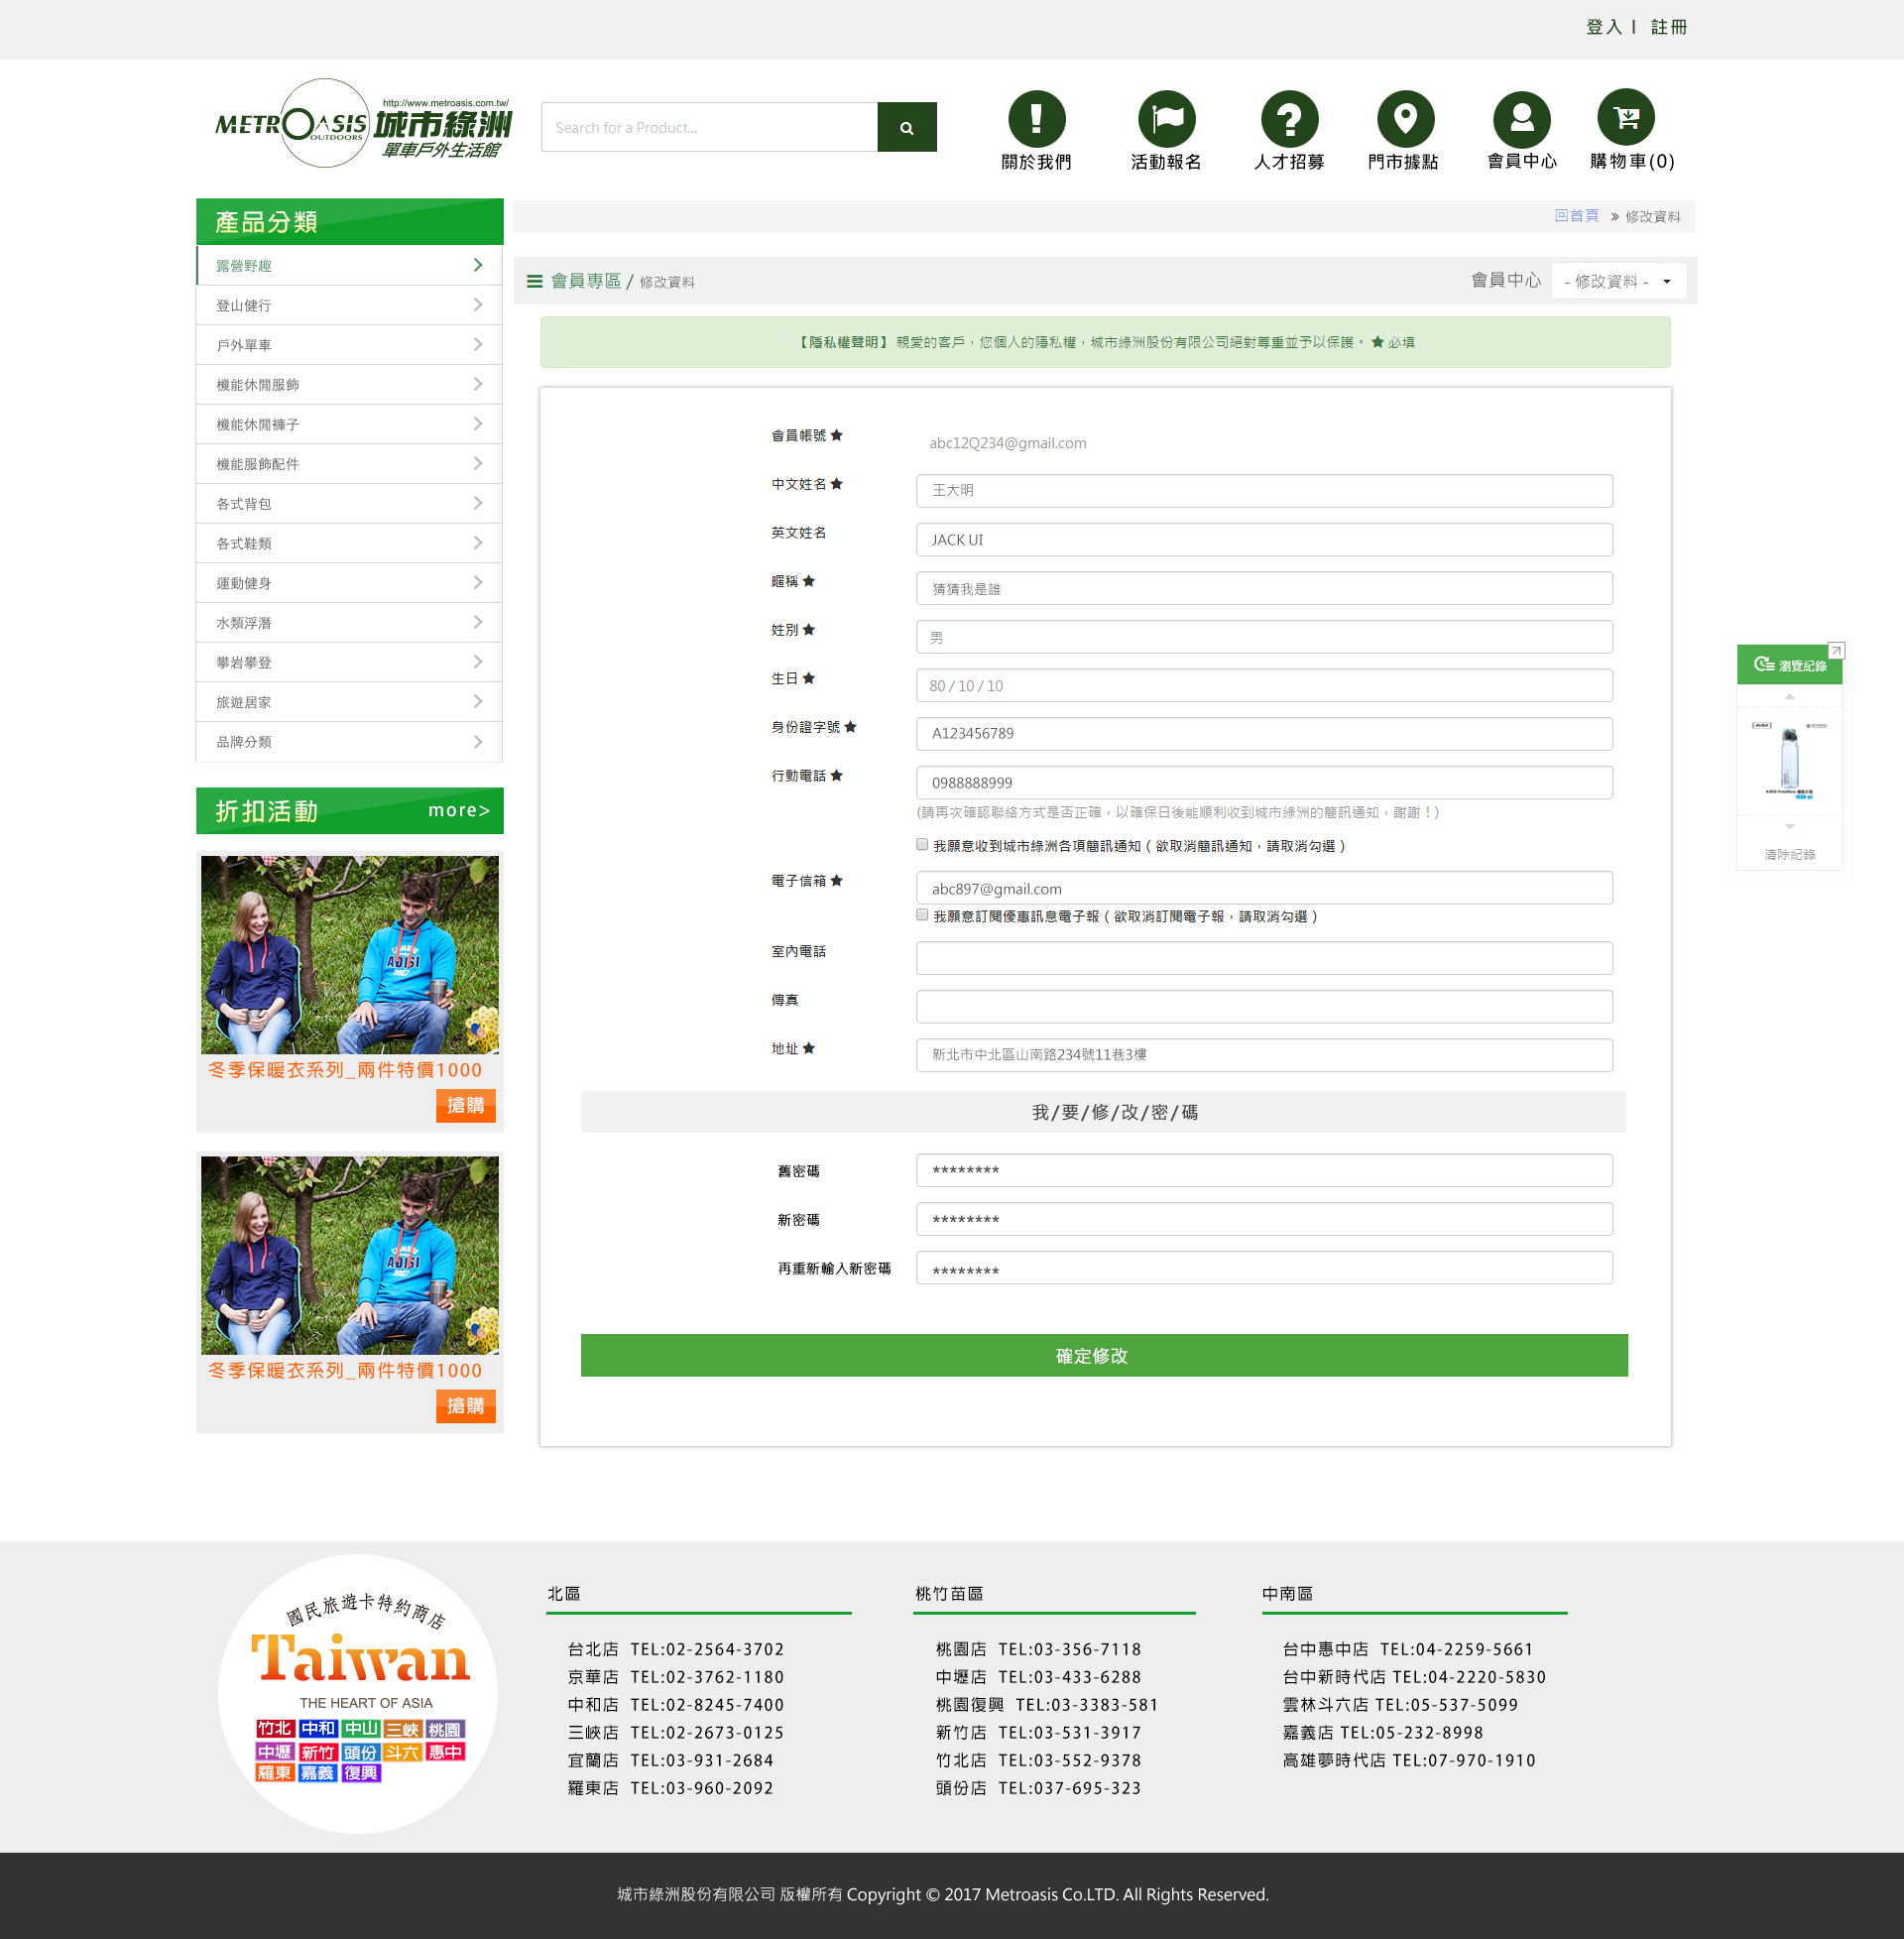 登入 | 註冊
http://www.metroasis.com.tw/
METROASIS 城市綠洲
OUTDOORS
單車戶外生活館
Search for a Product...
關於我們
活動報名
人才招募
門市據點
會員中心
購物車(0)
產品分類
露營野趣
登山健行
戶外單車
機能休閒服飾
機能休閒褲子
機能服飾配件
各式背包
各式鞋類
運動健身
水類浮潛
攀岩攀登
旅遊居家
品牌分類
折扣活動 more>
冬季保暖衣系列_兩件特價1000
搶購
冬季保暖衣系列_兩件特價1000
搶購
回首頁 » 修改資料
會員專區 / 修改資料
會員中心 - 修改資料 -
【隱私權聲明】親愛的客戶，您個人的隱私權，城市綠洲股份有限公司絕對尊重並予以保護。★ 必填
會員帳號 ★ abc12Q234@gmail.com
中文姓名 ★ 王大明
英文姓名 JACK UI
暱稱 ★ 猜猜我是誰
姓別 ★ 男
生日 ★ 80 / 10 / 10
身份證字號 ★ A123456789
行動電話 ★ 0988888999
(請再次確認聯絡方式是否正確，以確保日後能順利收到城市綠洲的簡訊通知，謝謝！)
我願意收到城市綠洲各項簡訊通知（欲取消簡訊通知，請取消勾選）
電子信箱 ★ abc897@gmail.com
我願意訂閱優惠訊息電子報（欲取消訂閱電子報，請取消勾選）
室內電話
傳真
地址 ★ 新北市中北區山南路234號11巷3樓
我/要/修/改/密/碼
舊密碼 ********
新密碼 ********
再重新輸入新密碼 ********
確定修改
瀏覽紀錄
清除紀錄
國民旅遊卡特約商店
Taiwan
THE HEART OF ASIA
竹北 中和 中山 三峽 桃園
中壢 新竹 頭份 斗六 惠中
羅東 嘉義 復興
北區
台北店 TEL:02-2564-3702
京華店 TEL:02-3762-1180
中和店 TEL:02-8245-7400
三峽店 TEL:02-2673-0125
宜蘭店 TEL:03-931-2684
羅東店 TEL:03-960-2092
桃竹苗區
桃園店 TEL:03-356-7118
中壢店 TEL:03-433-6288
桃園復興 TEL:03-3383-581
新竹店 TEL:03-531-3917
竹北店 TEL:03-552-9378
頭份店 TEL:037-695-323
中南區
台中惠中店 TEL:04-2259-5661
台中新時代店 TEL:04-2220-5830
雲林斗六店 TEL:05-537-5099
嘉義店 TEL:05-232-8998
高雄夢時代店 TEL:07-970-1910
城市綠洲股份有限公司 版權所有 Copyright © 2017 Metroasis Co.LTD. All Rights Reserved.